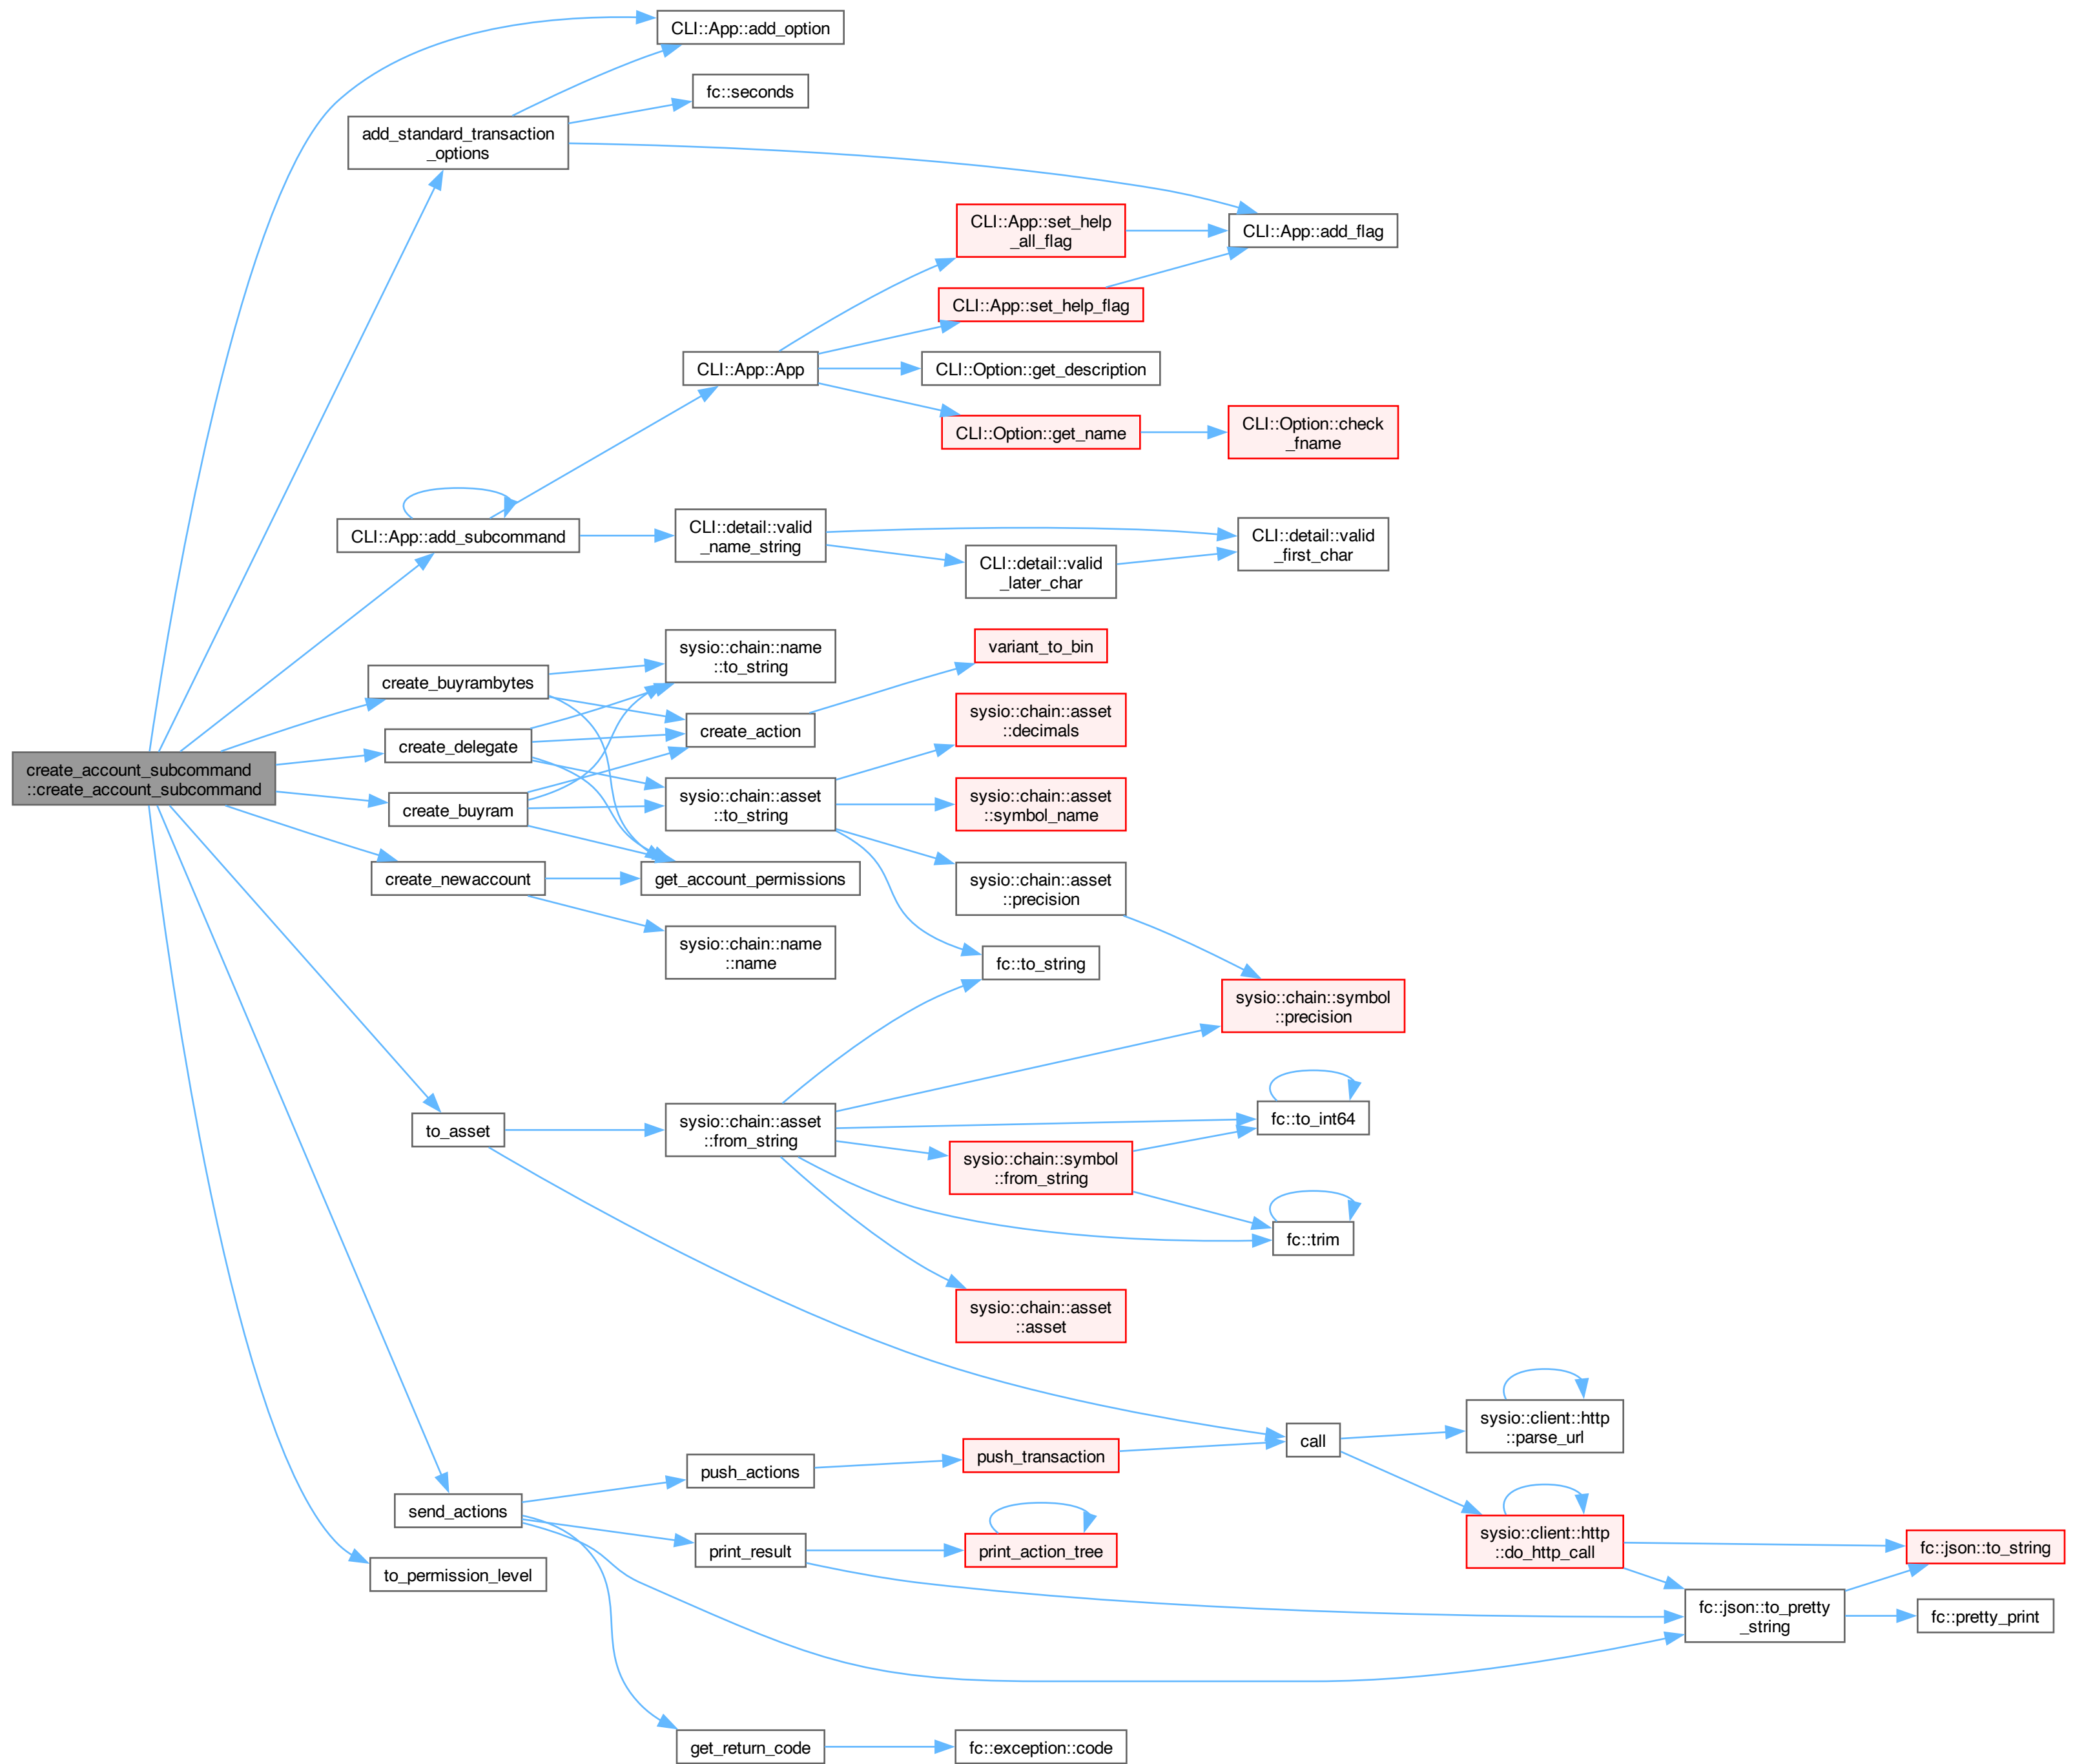 CLI::App::add_option
fc::seconds
add_standard_transaction
_options
CLI::App::set_help
_all_flag
CLI::App::add_flag
CLI::App::set_help_flag
CLI::App::App
CLI::Option::get_description
CLI::Option::get_name
CLI::Option::check
_fname
CLI::App::add_subcommand
CLI::detail::valid
_name_string
CLI::detail::valid
_later_char
CLI::detail::valid
_first_char
sysio::chain::name
::to_string
variant_to_bin
create_buyrambytes
create_action
sysio::chain::asset
::decimals
create_delegate
create_account_subcommand
::create_account_subcommand
create_buyram
sysio::chain::asset
::to_string
sysio::chain::asset
::symbol_name
create_newaccount
get_account_permissions
sysio::chain::asset
::precision
sysio::chain::name
::name
fc::to_string
sysio::chain::symbol
::precision
to_asset
sysio::chain::asset
::from_string
fc::to_int64
sysio::chain::symbol
::from_string
fc::trim
sysio::chain::asset
::asset
sysio::client::http
::parse_url
call
push_actions
push_transaction
send_actions
print_result
print_action_tree
sysio::client::http
::do_http_call
fc::json::to_string
to_permission_level
fc::json::to_pretty
_string
fc::pretty_print
get_return_code
fc::exception::code